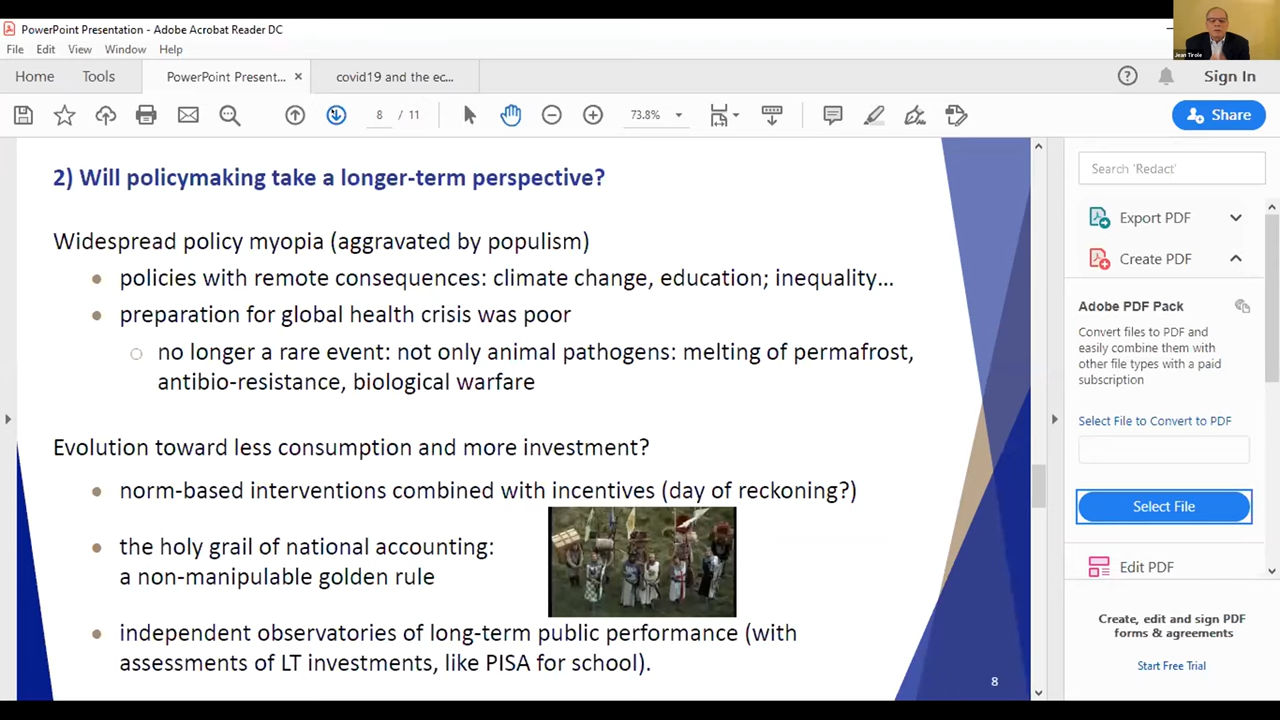 PowerPoint Presentation - Adobe Acrobat Reader DC
File Edit View Window Help
Jean Tirole
Home Tools PowerPoint Present... × covid19 and the ec... Sign In
8 / 11 73.8% Share
2) Will policymaking take a longer-term perspective?
Widespread policy myopia (aggravated by populism)
policies with remote consequences: climate change, education; inequality…
preparation for global health crisis was poor
no longer a rare event: not only animal pathogens: melting of permafrost,
antibio-resistance, biological warfare
Evolution toward less consumption and more investment?
norm-based interventions combined with incentives (day of reckoning?)
the holy grail of national accounting:
a non-manipulable golden rule
independent observatories of long-term public performance (with
assessments of LT investments, like PISA for school).
8
Search 'Redact'
Export PDF
Create PDF
Adobe PDF Pack
Convert files to PDF and
easily combine them with
other file types with a paid
subscription
Select File to Convert to PDF
Select File
Edit PDF
Create, edit and sign PDF
forms & agreements
Start Free Trial